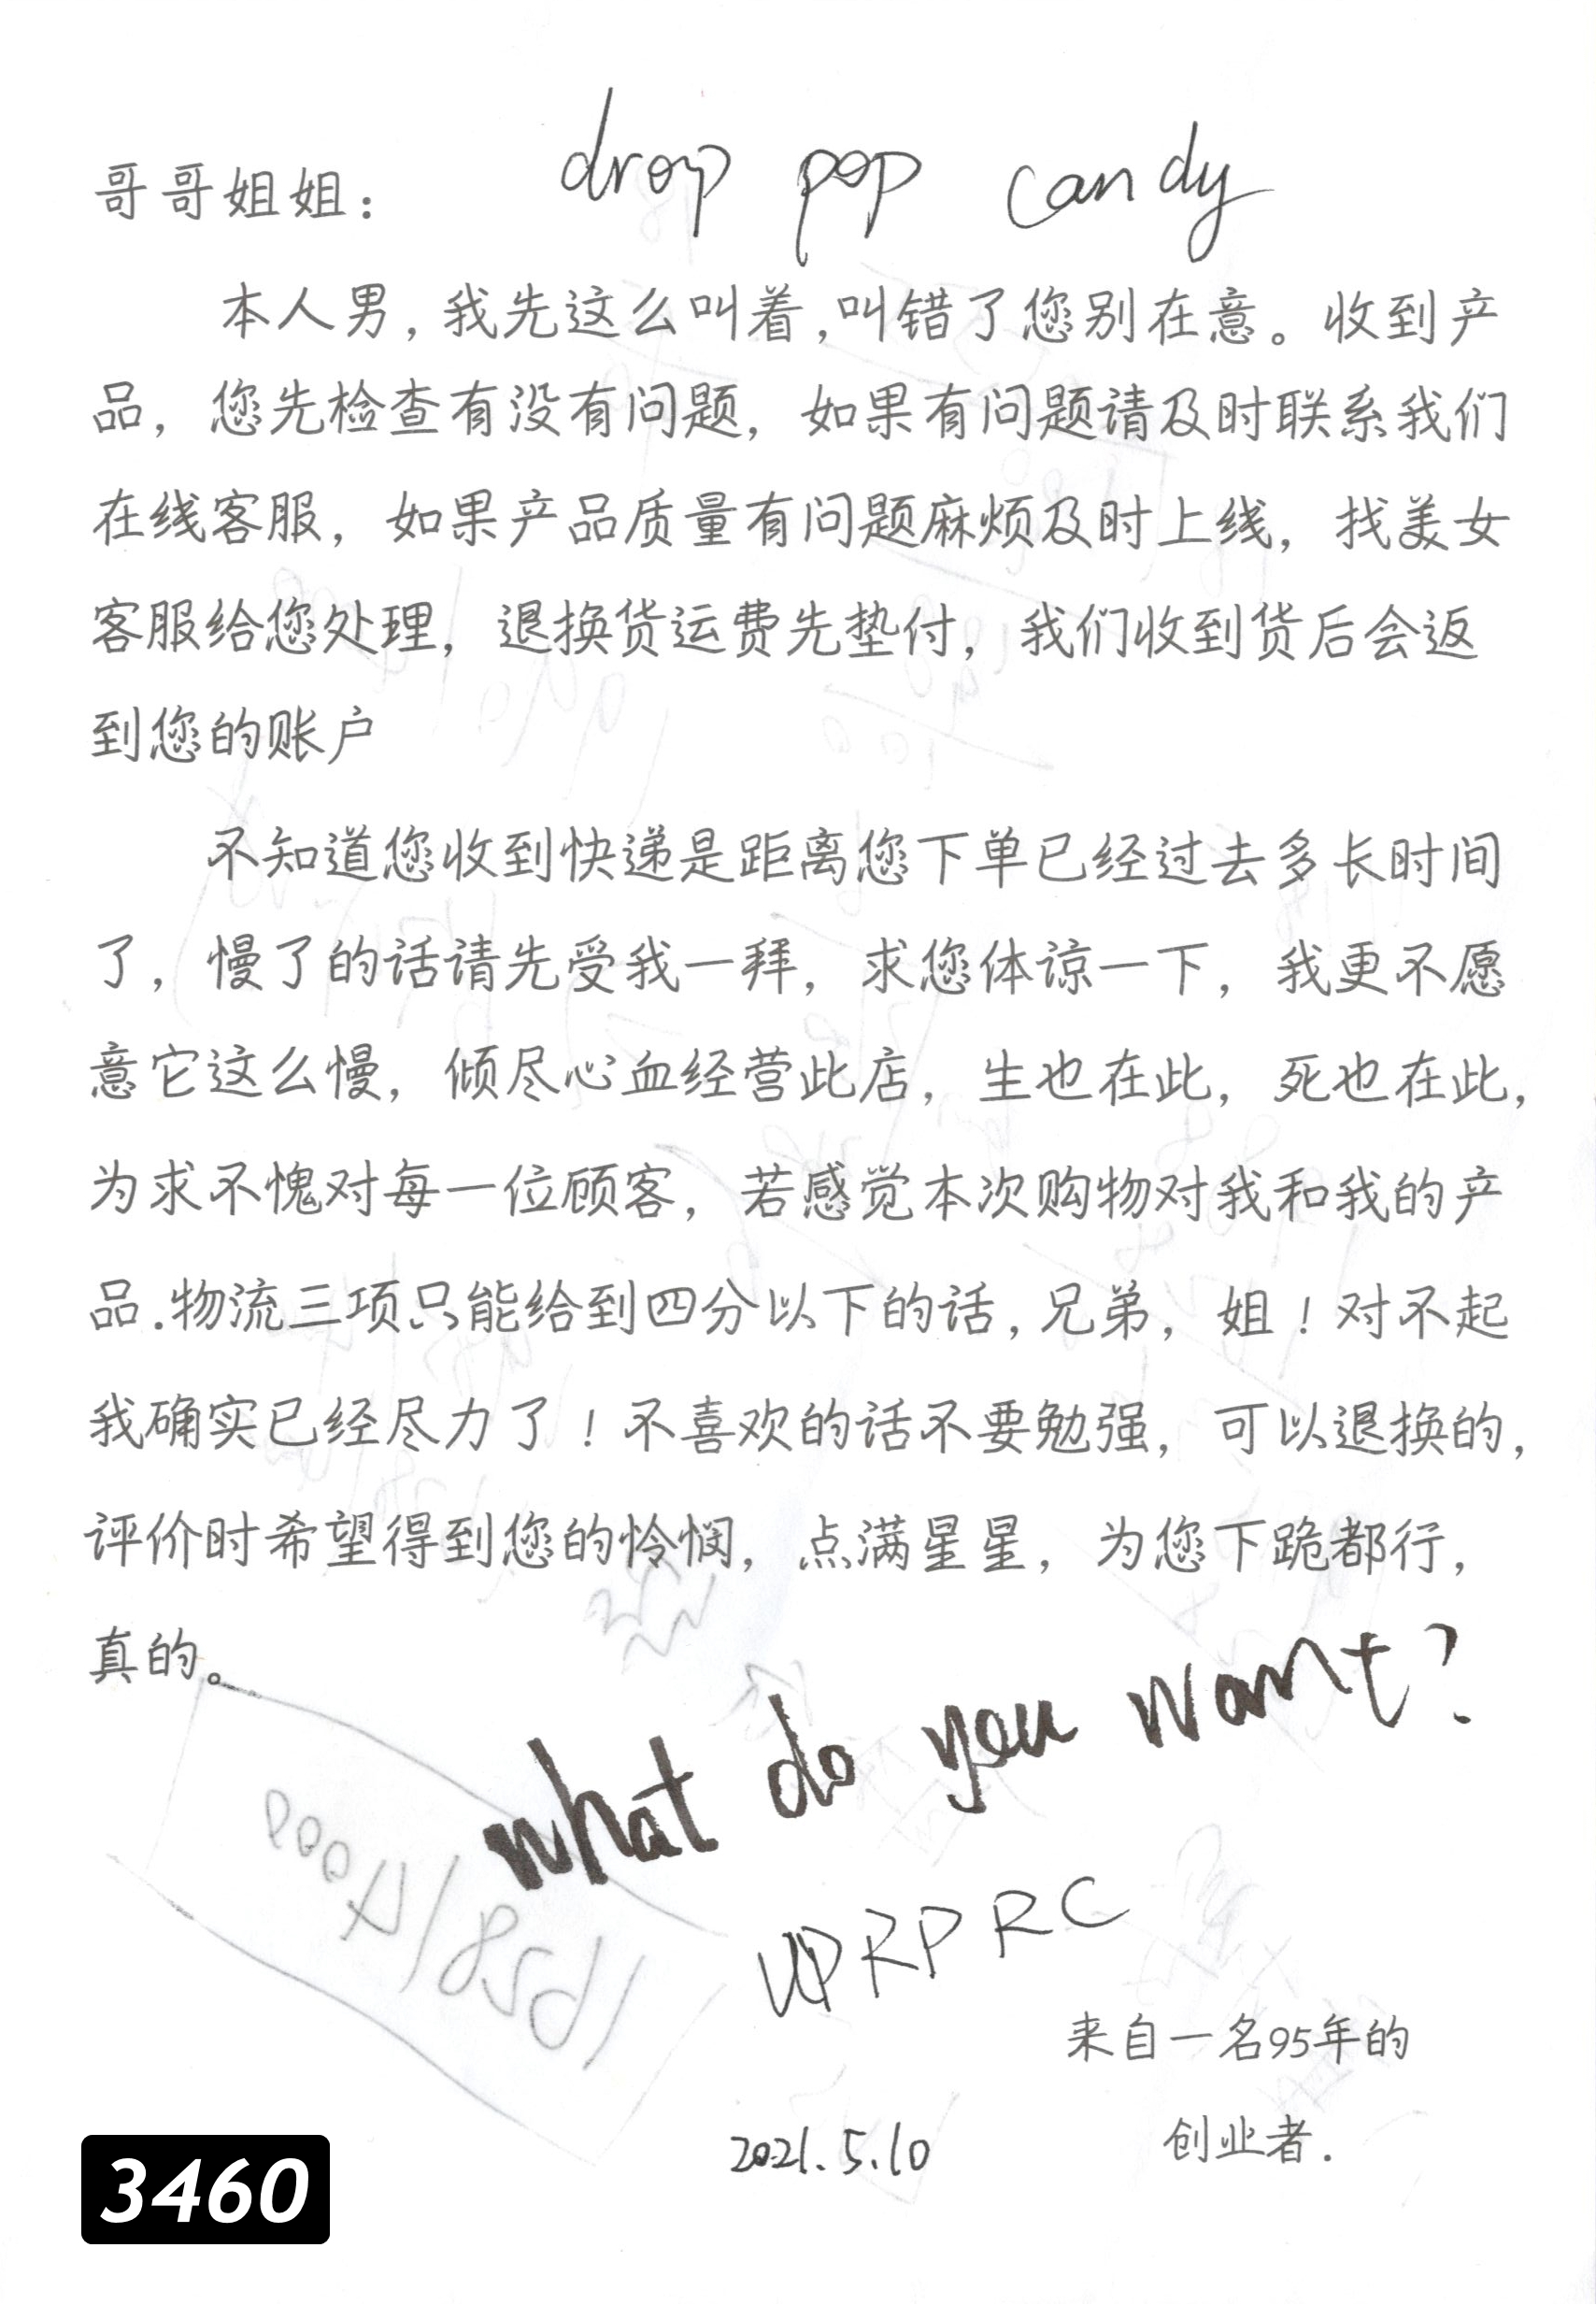 drop pop candy
哥哥姐姐：
本人男，我先这么叫着，叫错了您别在意。收到产
品，您先检查有没有问题，如果有问题请及时联系我们
在线客服，如果产品质量有问题麻烦及时上线，找美女
客服给您处理，退换货运费先垫付，我们收到货后会返
到您的账户
不知道您收到快递是距离您下单已经过去多长时间
了，慢了的话请先受我一拜，求您体谅一下，我更不愿
意它这么慢，倾尽心血经营此店，生也在此，死也在此，
为求不愧对每一位顾客，若感觉本次购物对我和我的产
品.物流三项只能给到四分以下的话，兄弟，姐！对不起
我确实已经尽力了！不喜欢的话不要勉强，可以退换的，
评价时希望得到您的怜悯，点满星星，为您下跪都行，
真的。
what do you want?
UPRPRC
来自一名95年的
创业者.
2021.5.10
3460